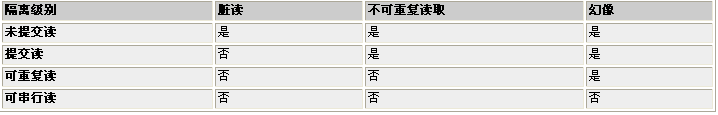 隔离级别 脏读 不可重复读取 幻像
未提交读 是 是 是
提交读 否 是 是
可重复读 否 否 是
可串行读 否 否 否